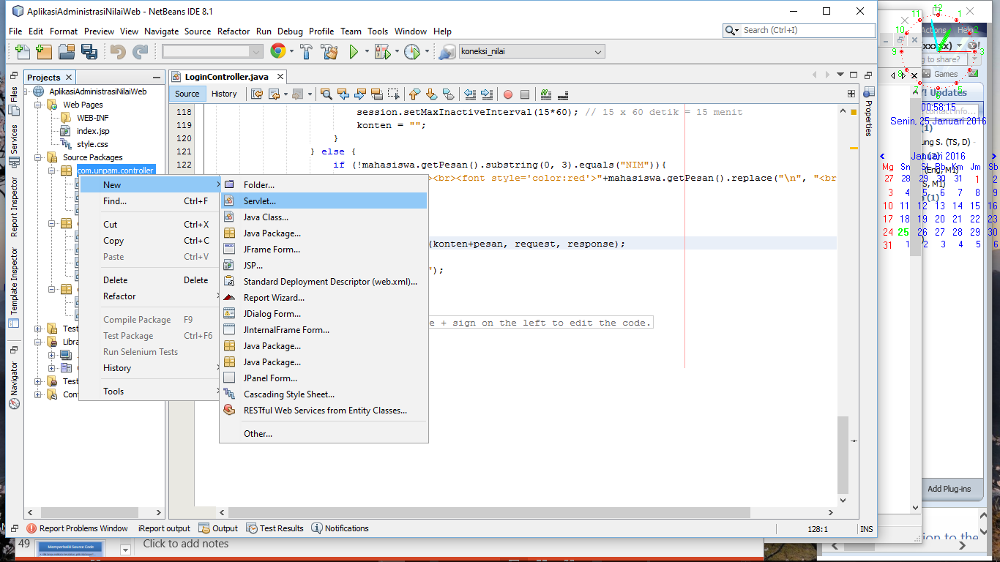 AplikasiAdministrasiNilaiWeb - NetBeans IDE 8.1
File Edit Format Preview View Navigate Source Refactor Run Debug Profile Team Tools Window Help
Search (Ctrl+I)
koneksi_nilai
Projects
LoginController.java
Source History
Files
Services
Report Inspector
Template Inspector
Navigator
AplikasiAdministrasiNilaiWeb
Web Pages
WEB-INF
index.jsp
style.css
Source Packages
com.unpam.controller
118 session.setMaxInactiveInterval(15*60); // 15 x 60 detik = 15 menit
119 konten = "";
120 }
121 } else {
122 if (!mahasiswa.getPesan().substring(0, 3).equals("NIM")){
><br><font style='color:red'>"+mahasiswa.getPesan().replace("\n", "<br
(konten+pesan, request, response);
");
e + sign on the left to edit the code.
New
Find... Ctrl+F
Cut Ctrl+X
Copy Ctrl+C
Paste Ctrl+V
Delete Delete
Refactor
Compile Package F9
Test Package Ctrl+F6
Run Selenium Tests
History
Tools
Folder...
Servlet...
Java Class...
Java Package...
JFrame Form...
JSP...
Standard Deployment Descriptor (web.xml)...
Report Wizard...
JDialog Form...
JInternalFrame Form...
Java Package...
Java Package...
JPanel Form...
Cascading Style Sheet...
RESTful Web Services from Entity Classes...
Other...
Test
Libra
Test
Conf
Properties
Report Problems Window iReport output Output Test Results Notifications
128:1 INS
49
Memperbaiki Source Code
Click to add notes
Actions Help
12 1 2 3 8 9 10 11
g to share?
Games
Y! Updates
00:58:15
Senin, 25 Januari 2016
ung S. (TS, D) -
Januari 2016
Mg Sn Sl Rb Km Jm Sb
27 28 29 30 31 1 2
3 4 5 6 7 8 9
10 11 12 13 14 15 16
17 18 19 20 21 22 23
24 25 26 27 28 29 30
31 1 2 3 4 5 6
Add Plug-ins
ion to the